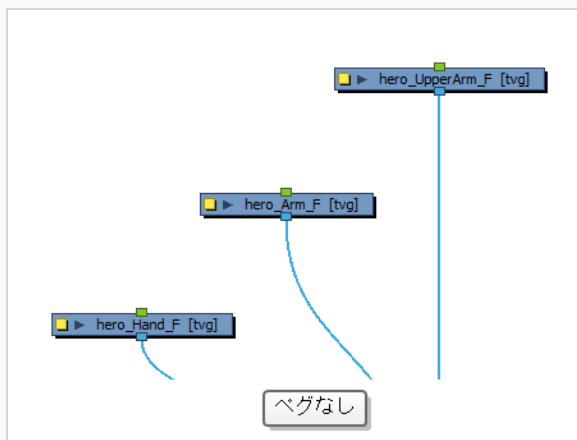 hero_UpperArm_F [tvg]
hero_Arm_F [tvg]
hero_Hand_F [tvg]
ペグなし